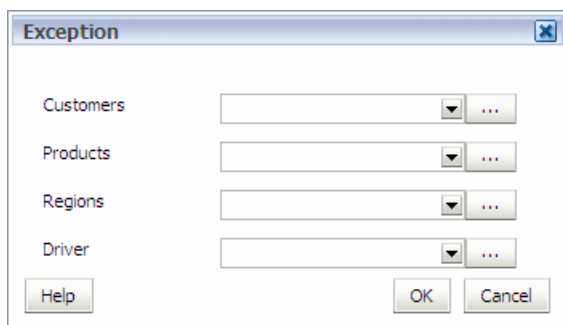 Exception
Customers ...
Products ...
Regions ...
Driver ...
Help OK Cancel